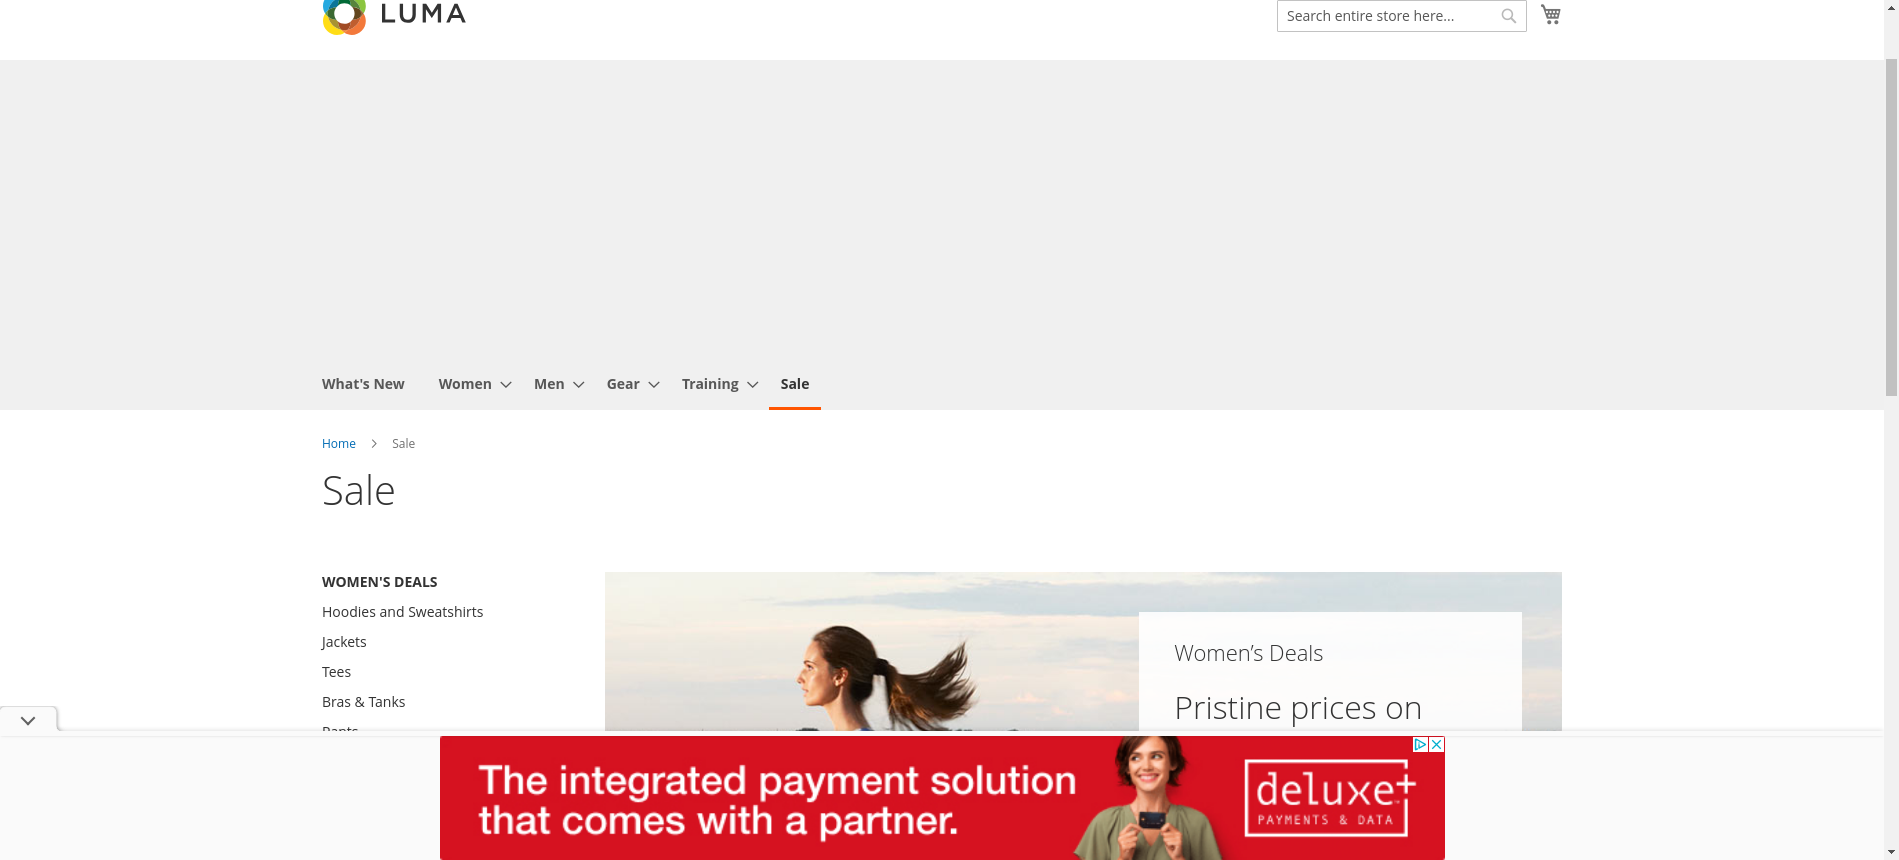 LUMA
Search entire store here...
What's New Women Men Gear Training Sale
Home Sale
Sale
WOMEN'S DEALS
Hoodies and Sweatshirts
Jackets
Tees
Bras & Tanks
Pants
Women's Deals
Pristine prices on
The integrated payment solution
that comes with a partner.
deluxe
PAYMENTS & DATA